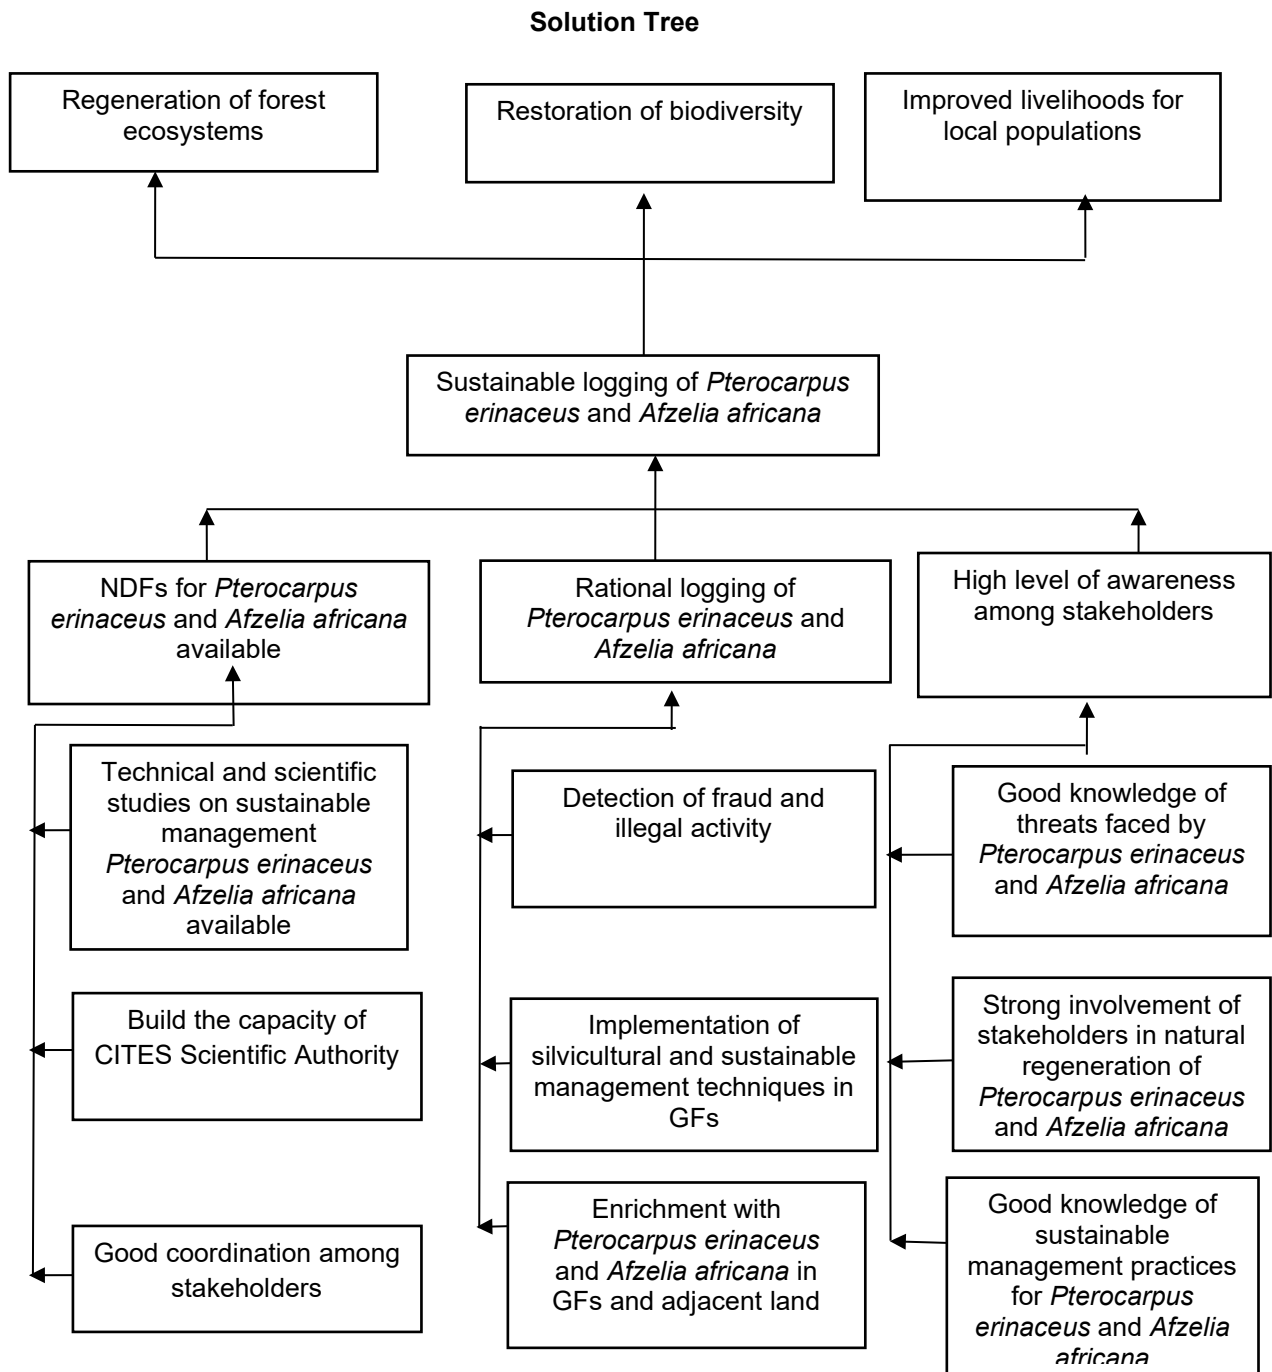 Solution Tree
Regeneration of forest
ecosystems
Restoration of biodiversity
Improved livelihoods for
local populations
Sustainable logging of Pterocarpus
erinaceus and Afzelia africana
NDFs for Pterocarpus
erinaceus and Afzelia africana
available
Rational logging of
Pterocarpus erinaceus and
Afzelia africana
High level of awareness
among stakeholders
Technical and scientific
studies on sustainable
management
Pterocarpus erinaceus
and Afzelia africana
available
Detection of fraud and
illegal activity
Good knowledge of
threats faced by
Pterocarpus erinaceus
and Afzelia africana
Build the capacity of
CITES Scientific Authority
Implementation of
silvicultural and sustainable
management techniques in
GFs
Strong involvement of
stakeholders in natural
regeneration of
Pterocarpus erinaceus
and Afzelia africana
Good coordination among
stakeholders
Enrichment with
Pterocarpus erinaceus
and Afzelia africana in
GFs and adjacent land
Good knowledge of
sustainable
management practices
for Pterocarpus
erinaceus and Afzelia
africana